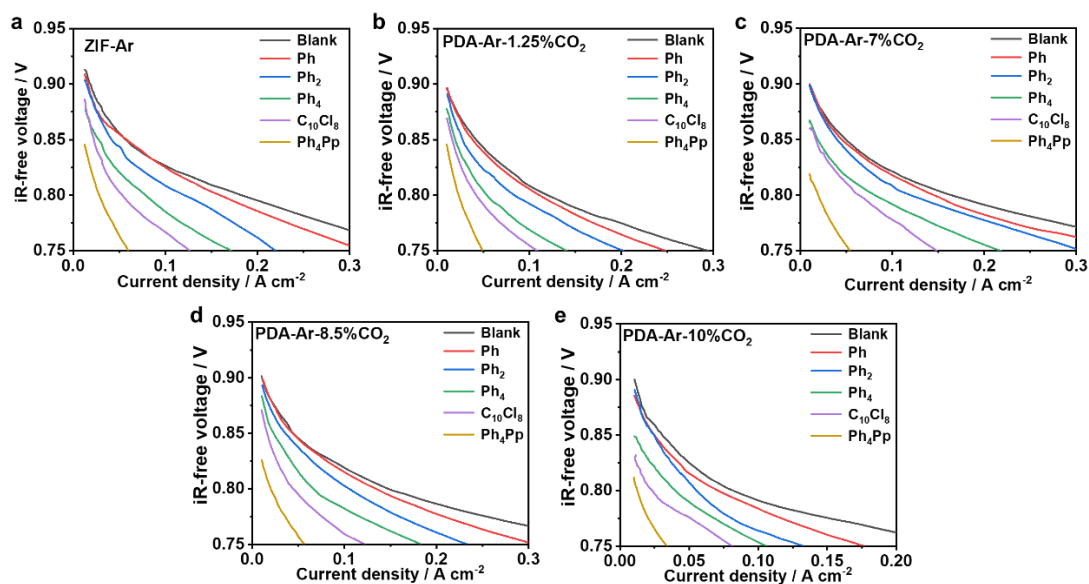 a
ZIF-Ar
Blank
Ph
Ph₂
Ph₄
C₁₀Cl₈
Ph₄Pp
iR-free voltage / V
0.95
0.90
0.85
0.80
0.75
0.0 0.1 0.2 0.3
Current density / A cm⁻²
b
PDA-Ar-1.25%CO₂
Blank
Ph
Ph₂
Ph₄
C₁₀Cl₈
Ph₄Pp
iR-free voltage / V
0.95
0.90
0.85
0.80
0.75
0.0 0.1 0.2 0.3
Current density / A cm⁻²
c
PDA-Ar-7%CO₂
Blank
Ph
Ph₂
Ph₄
C₁₀Cl₈
Ph₄Pp
iR-free voltage / V
0.95
0.90
0.85
0.80
0.75
0.0 0.1 0.2 0.3
Current density / A cm⁻²
d
PDA-Ar-8.5%CO₂
Blank
Ph
Ph₂
Ph₄
C₁₀Cl₈
Ph₄Pp
iR-free voltage / V
0.95
0.90
0.85
0.80
0.75
0.0 0.1 0.2 0.3
Current density / A cm⁻²
e
PDA-Ar-10%CO₂
Blank
Ph
Ph₂
Ph₄
C₁₀Cl₈
Ph₄Pp
iR-free voltage / V
0.95
0.90
0.85
0.80
0.75
0.00 0.05 0.10 0.15 0.20
Current density / A cm⁻²